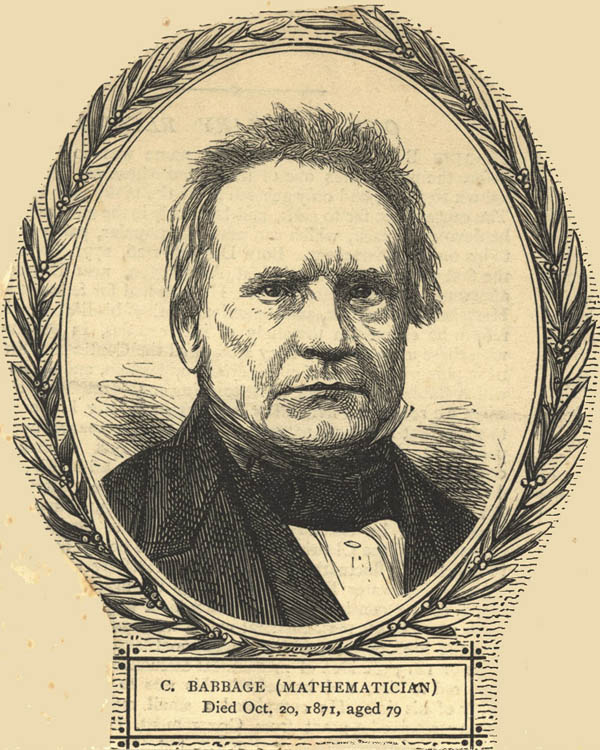 C. BABBAGE (MATHEMATICIAN)
Died Oct. 20, 1871, aged 79